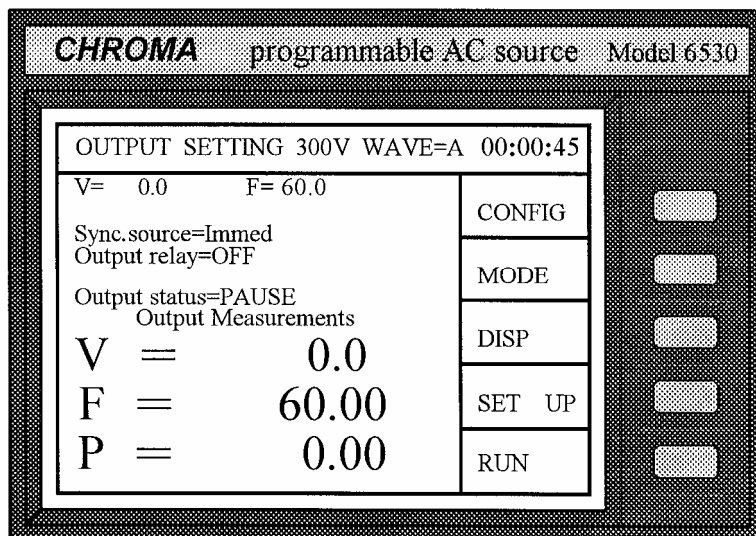 CHROMA programmable AC source Model 6530
OUTPUT SETTING 300V WAVE=A 00:00:45
V= 0.0 F= 60.0
CONFIG
Sync.source=Immed
Output relay=OFF
MODE
Output status=PAUSE
Output Measurements
DISP
V = 0.0
F = 60.00
SET UP
P = 0.00
RUN